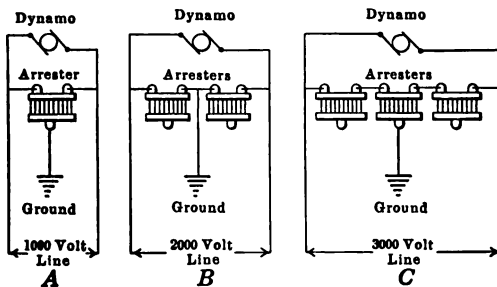 Dynamo
Arrester
Ground
1000 Volt
Line
A
Dynamo
Arresters
Ground
2000 Volt
Line
B
Dynamo
Arresters
Ground
3000 Volt
Line
C